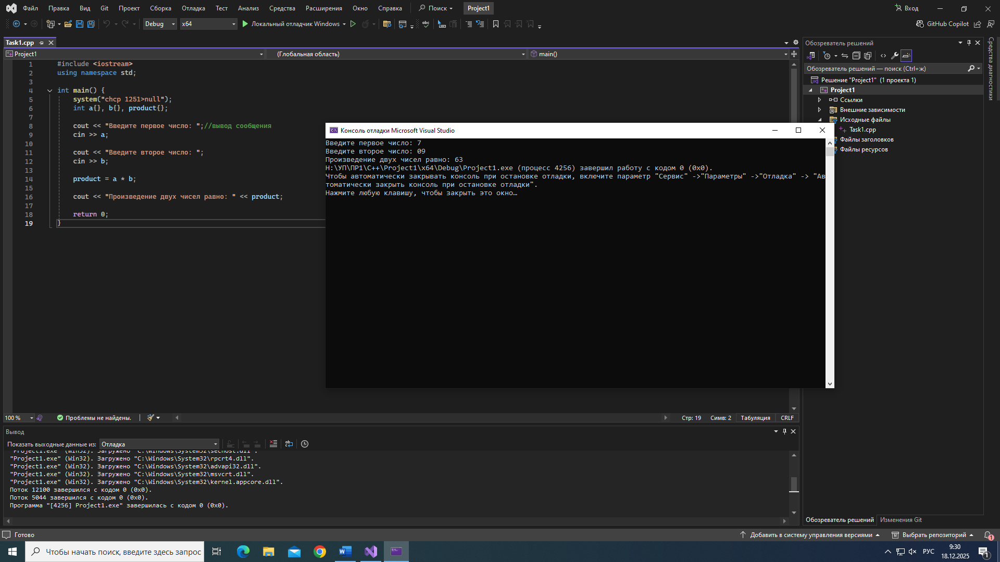 Файл Правка Вид Git Проект Сборка Отладка Тест Анализ Средства Расширения Окно Справка Поиск Project1 Вход
Debug x64 Локальный отладчик Windows GitHub Copilot
Task1.cpp
Project1 (Глобальная область) main()
1 #include <iostream>
2 using namespace std;
3
4 int main() {
5 system("chcp 1251>null");
6 int a{}, b{}, product{};
7
8 cout << "Введите первое число: ";//вывод сообщения
9 cin >> a;
10
11 cout << "Введите второе число: ";
12 cin >> b;
13
14 product = a * b;
15
16 cout << "Произведение двух чисел равно: " << product;
17
18 return 0;
19 }
Консоль отладки Microsoft Visual Studio
Введите первое число: 7
Введите второе число: 09
Произведение двух чисел равно: 63
H:\УП\ПР1\C++\Project1\x64\Debug\Project1.exe (процесс 4256) завершил работу с кодом 0 (0x0).
Чтобы автоматически закрывать консоль при остановке отладки, включите параметр "Сервис" ->"Параметры" ->"Отладка" -> "Ав
томатически закрыть консоль при остановке отладки".
Нажмите любую клавишу, чтобы закрыть это окно…
Обозреватель решений
Обозреватель решений — поиск (Ctrl+ж)
Решение "Project1" (1 проекта 1)
Project1
Ссылки
Внешние зависимости
Исходные файлы
Task1.cpp
Файлы заголовков
Файлы ресурсов
Средства диагностики
100 % Проблемы не найдены. Стр: 19 Симв: 2 Табуляция CRLF
Вывод
Показать выходные данные из: Отладка
"Project1.exe" (Win32). Загружено "C:\Windows\System32\sechost.dll".
"Project1.exe" (Win32). Загружено "C:\Windows\System32\rpcrt4.dll".
"Project1.exe" (Win32). Загружено "C:\Windows\System32\advapi32.dll".
"Project1.exe" (Win32). Загружено "C:\Windows\System32\msvcrt.dll".
"Project1.exe" (Win32). Загружено "C:\Windows\System32\kernel.appcore.dll".
Поток 12100 завершился с кодом 0 (0x0).
Поток 5044 завершился с кодом 0 (0x0).
Программа "[4256] Project1.exe" завершилась с кодом 0 (0x0).
Обозреватель решений Изменения Git
Готово Добавить в систему управления версиями Выбрать репозиторий 1
Чтобы начать поиск, введите здесь запрос РУС 9:30
18.12.2025 1